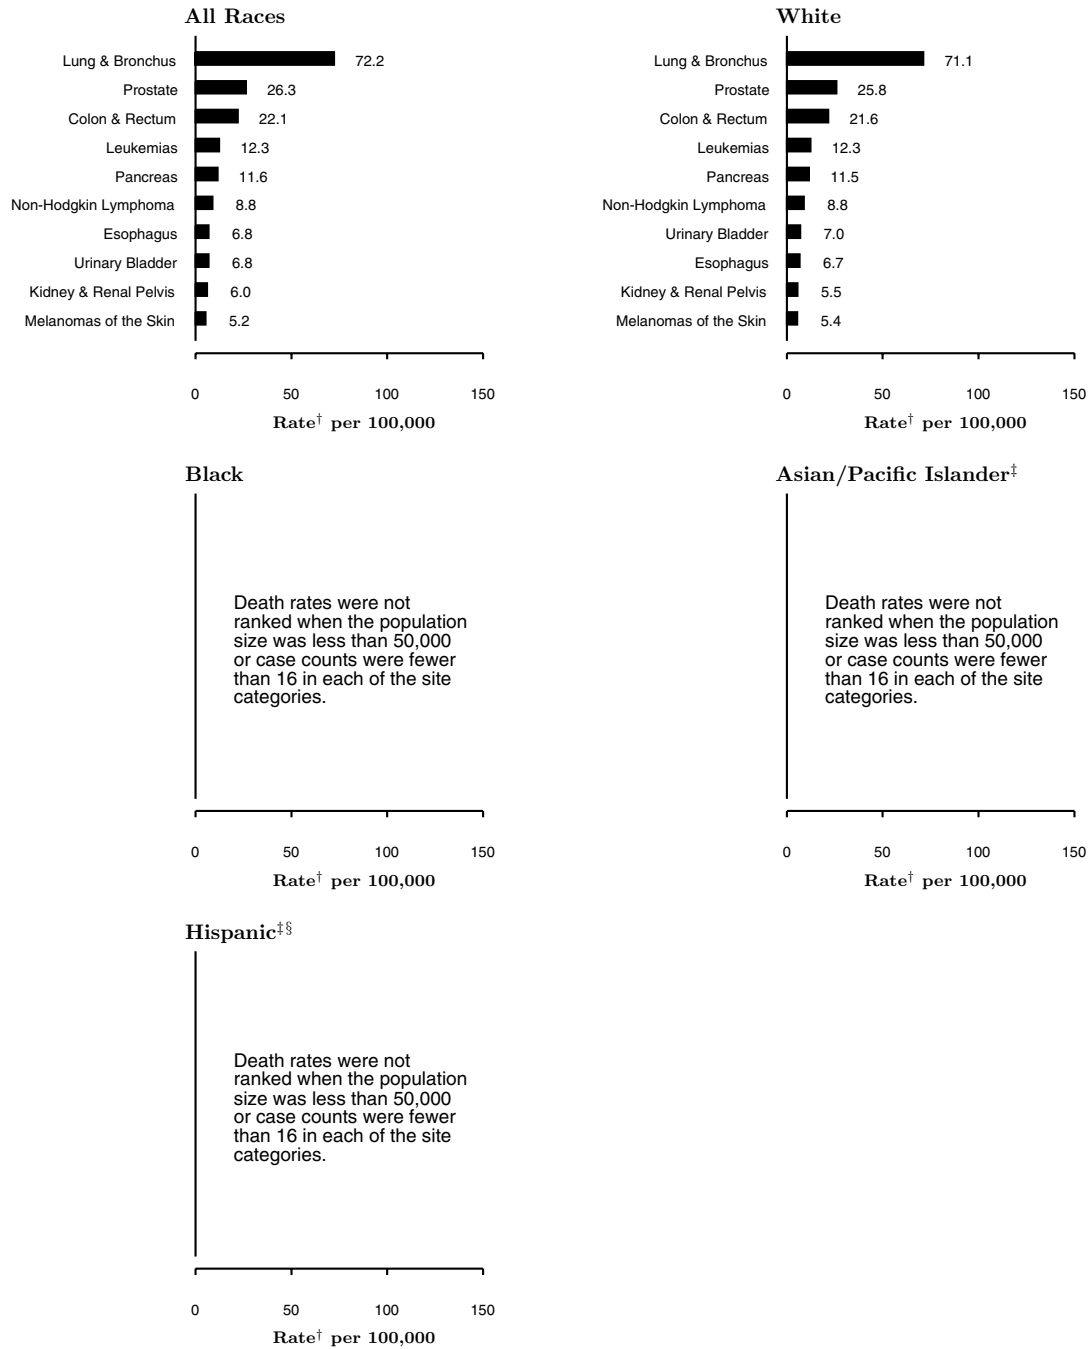 All Races
Lung & Bronchus 72.2
Prostate 26.3
Colon & Rectum 22.1
Leukemias 12.3
Pancreas 11.6
Non-Hodgkin Lymphoma 8.8
Esophagus 6.8
Urinary Bladder 6.8
Kidney & Renal Pelvis 6.0
Melanomas of the Skin 5.2
0 50 100 150
Rate† per 100,000
White
Lung & Bronchus 71.1
Prostate 25.8
Colon & Rectum 21.6
Leukemias 12.3
Pancreas 11.5
Non-Hodgkin Lymphoma 8.8
Urinary Bladder 7.0
Esophagus 6.7
Kidney & Renal Pelvis 5.5
Melanomas of the Skin 5.4
0 50 100 150
Rate† per 100,000
Black
Death rates were not
ranked when the population
size was less than 50,000
or case counts were fewer
than 16 in each of the site
categories.
0 50 100 150
Rate† per 100,000
Asian/Pacific Islander‡
Death rates were not
ranked when the population
size was less than 50,000
or case counts were fewer
than 16 in each of the site
categories.
0 50 100 150
Rate† per 100,000
Hispanic‡§
Death rates were not
ranked when the population
size was less than 50,000
or case counts were fewer
than 16 in each of the site
categories.
0 50 100 150
Rate† per 100,000